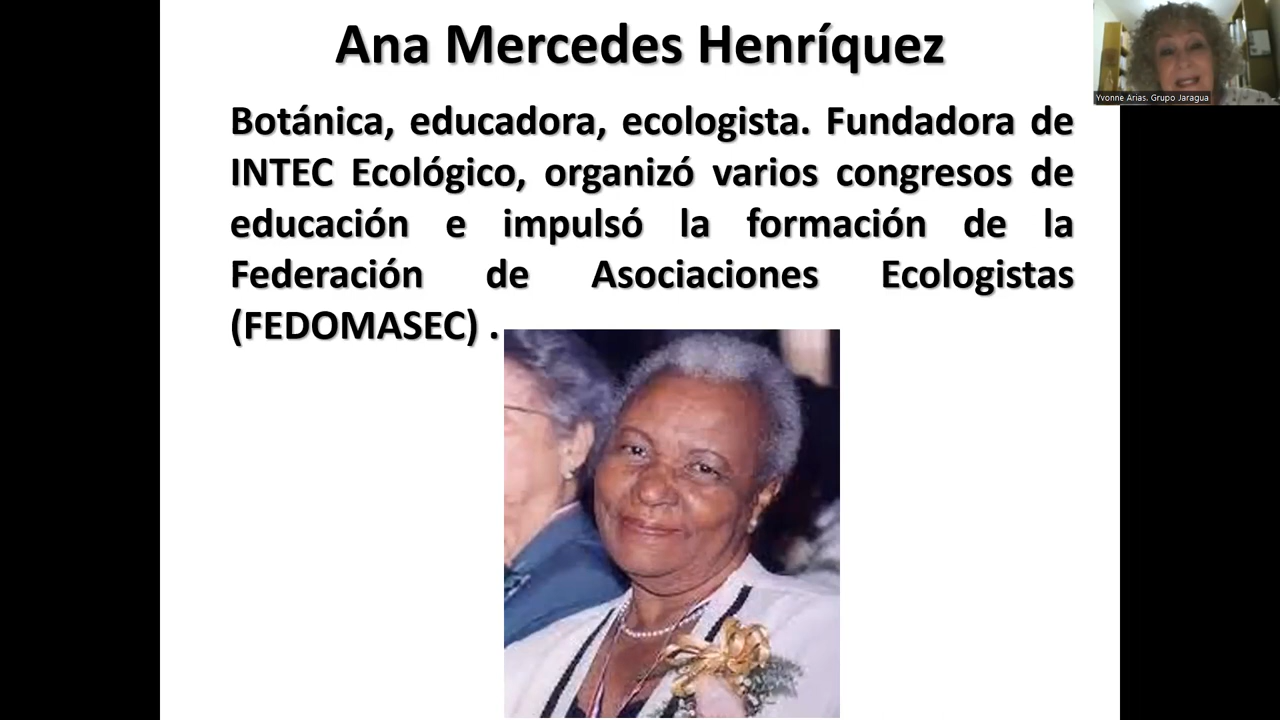 Ana Mercedes Henríquez
Botánica, educadora, ecologista. Fundadora de
INTEC Ecológico, organizó varios congresos de
educación e impulsó la formación de la
Federación de Asociaciones Ecologistas
(FEDOMASEC) .
Yvonne Arias. Grupo Jaragua